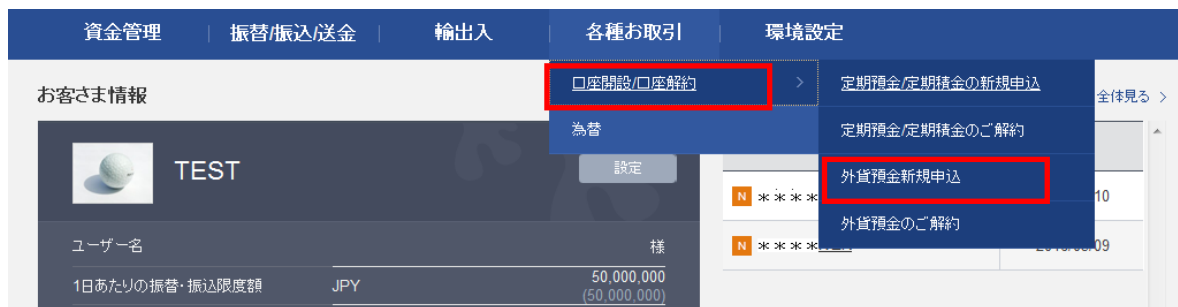 資金管理 振替/振込/送金 輸出入 各種お取引 環境設定
お客さま情報
口座開設/口座解約 >
為替
定期預金/定期積金の新規申込
定期預金/定期積金のご解約
外貨預金新規申込
外貨預金のご解約
全体見る >
TEST
設定
N ****
10
N ****
09
ユーザー名 様
1日あたりの振替・振込限度額 JPY 50,000,000
(50,000,000)